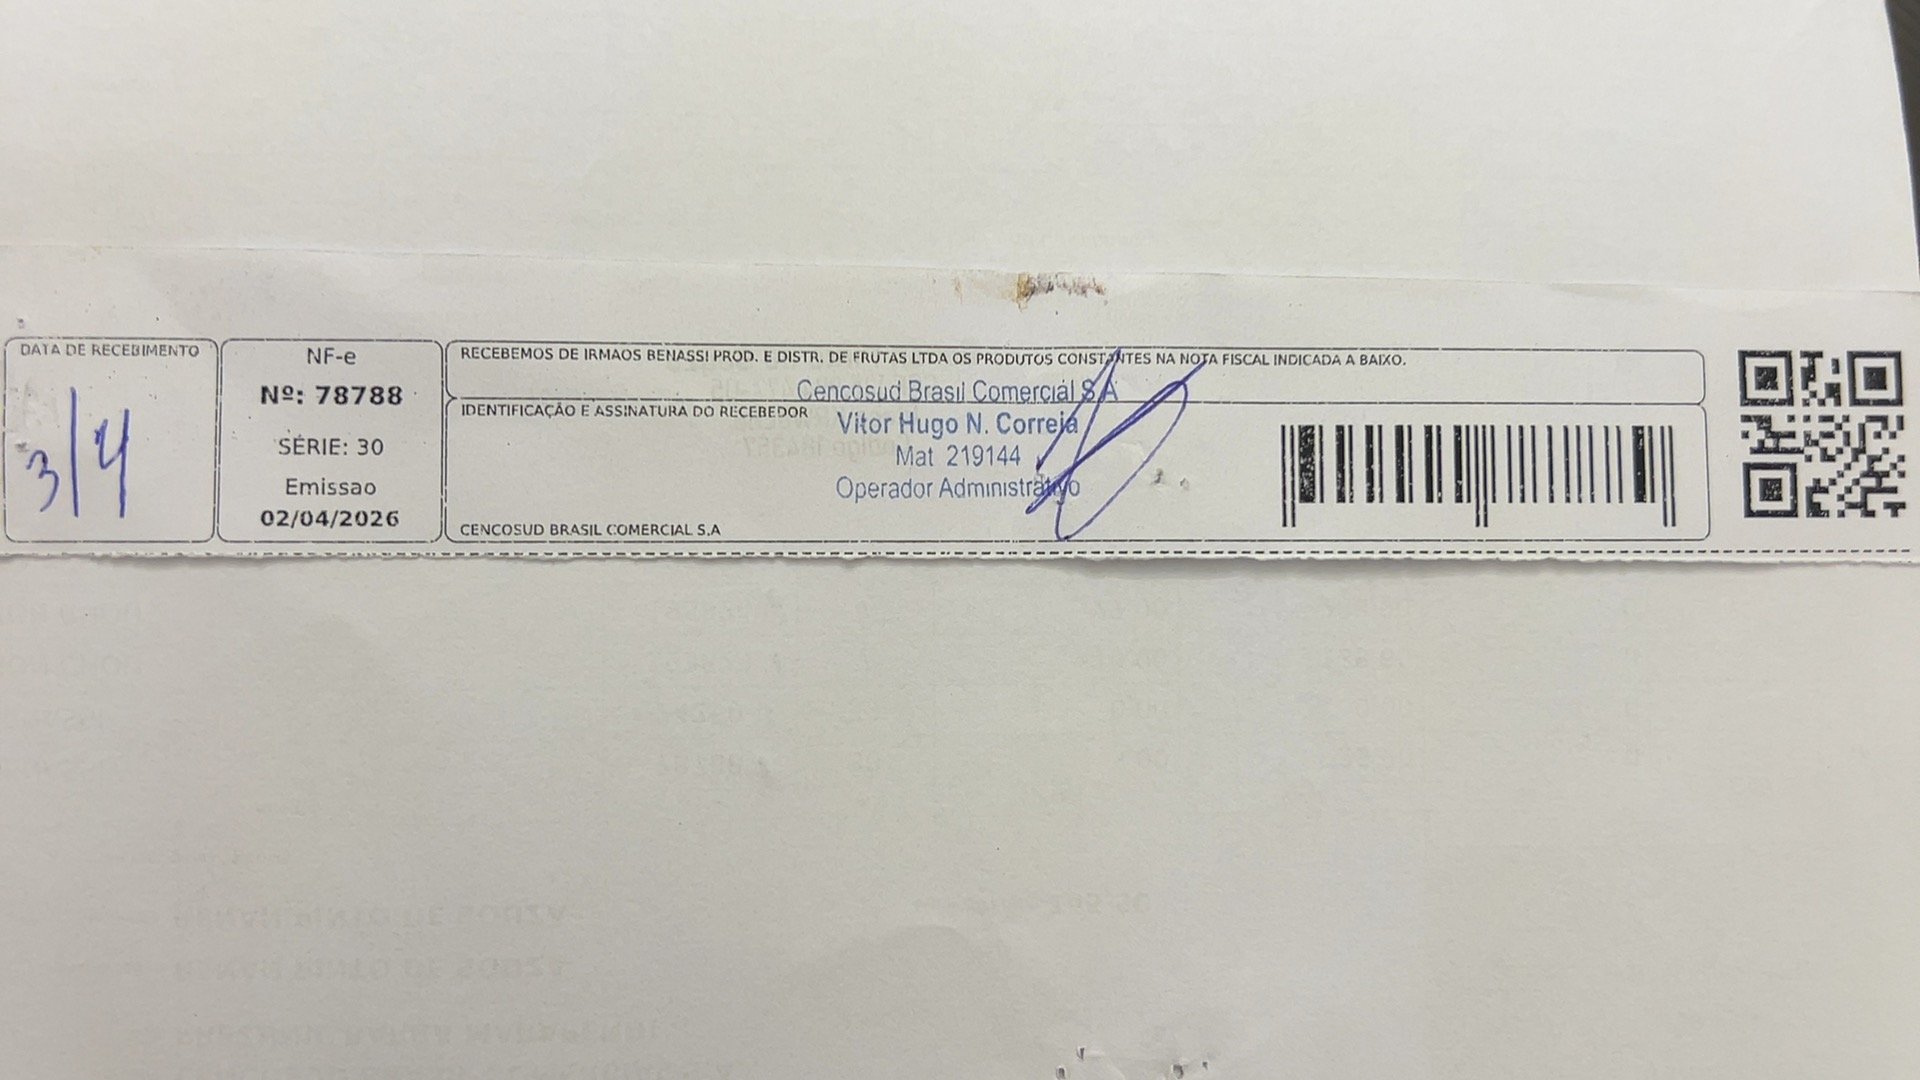 DATA DE RECEBIMENTO
3/4
NF-e
Nº: 78788
SÉRIE: 30
Emissao
02/04/2026
RECEBEMOS DE IRMAOS BENASSI PROD. E DISTR. DE FRUTAS LTDA OS PRODUTOS CONSTANTES NA NOTA FISCAL INDICADA A BAIXO.
Cencosud Brasil Comercial S.A
IDENTIFICAÇÃO E ASSINATURA DO RECEBEDOR
Vitor Hugo N. Correia
Mat 219144
Operador Administrativo
CENCOSUD BRASIL COMERCIAL S.A